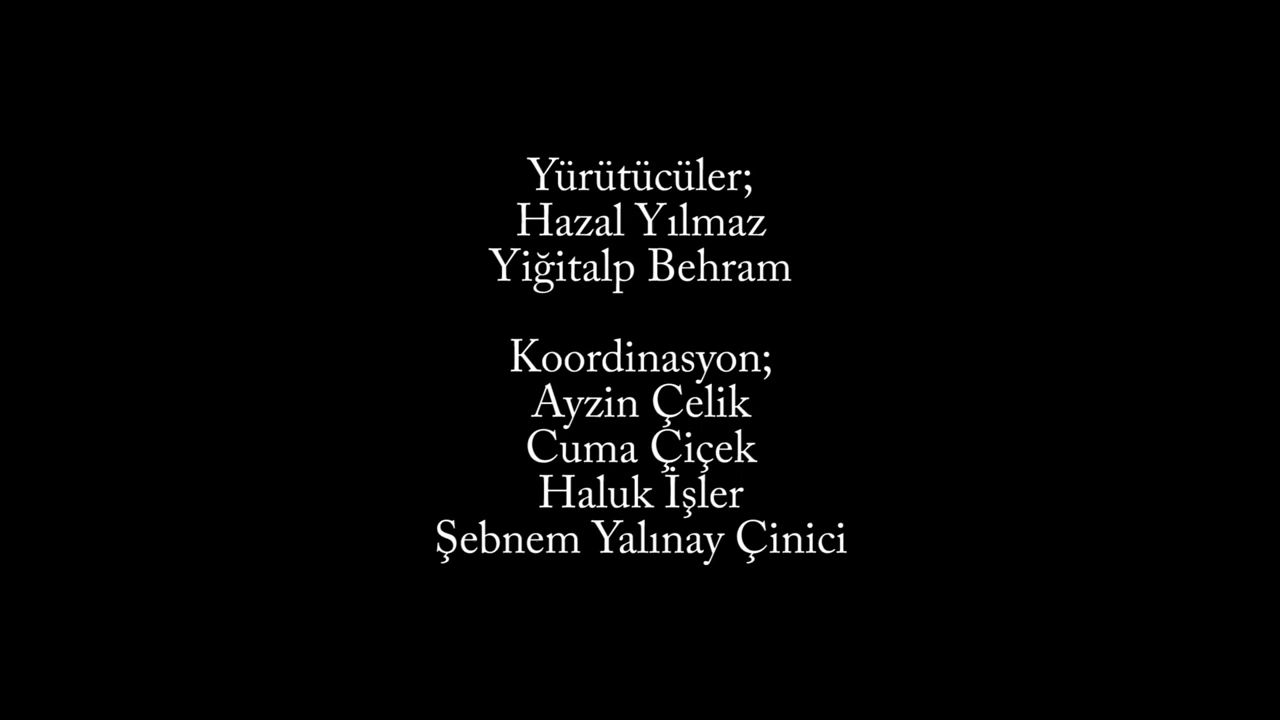 Yürütücüler;
Hazal Yılmaz
Yiğitalp Behram
Koordinasyon;
Ayzin Çelik
Cuma Çiçek
Haluk İşler
Şebnem Yalınay Çinici